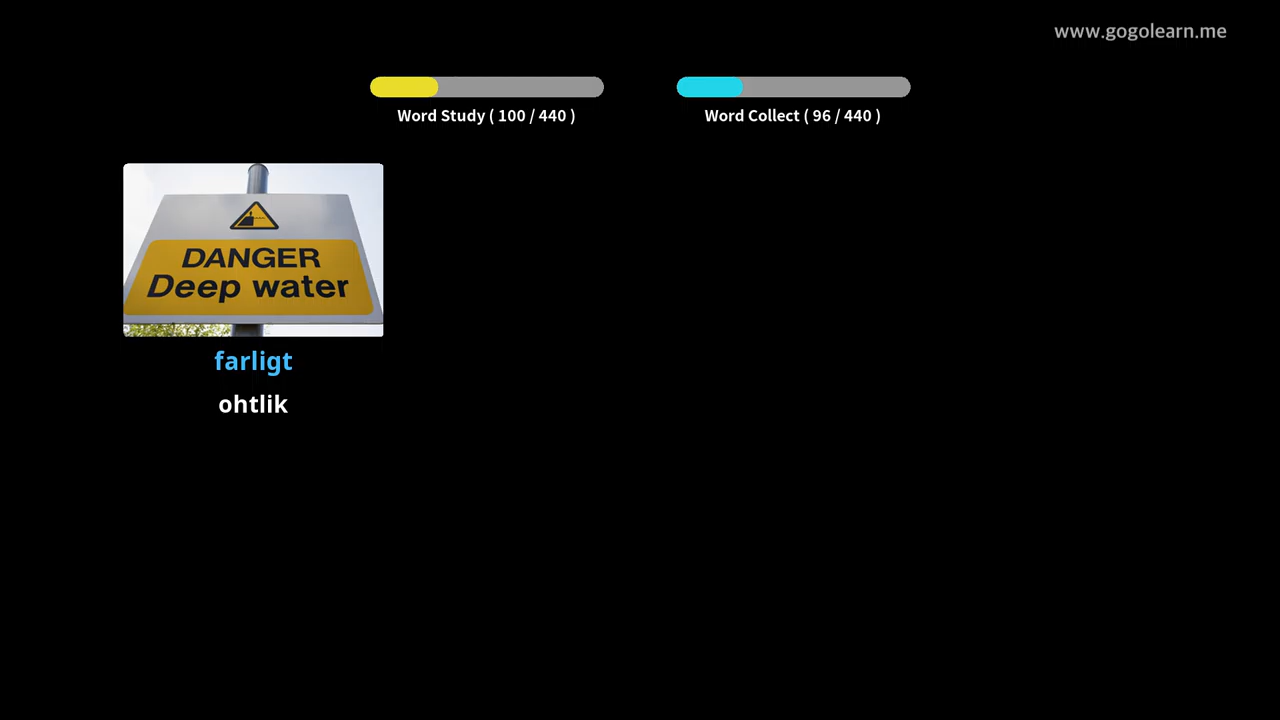 www.gogolearn.me
Word Study ( 100 / 440 )
Word Collect ( 96 / 440 )
DANGER
Deep water
farligt
ohtlik